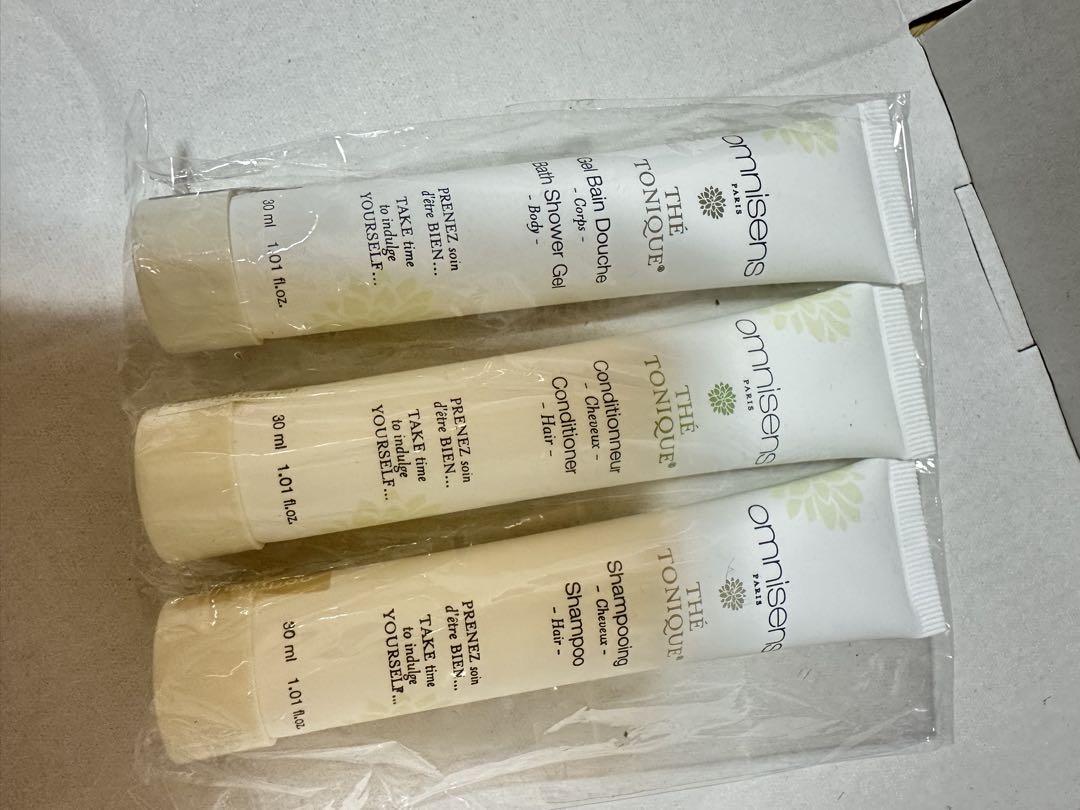 omnisens
PARIS
THÉ
TONIQUE®
Gel Bain Douche
- Corps -
Bath Shower Gel
- Body -
PRENEZ soin
d'être BIEN...
TAKE time
to indulge
YOURSELF...
30 ml 1.01 fl.oz.
omnisens
PARIS
THÉ
TONIQUE®
Conditionneur
- Cheveux -
Conditioner
- Hair -
PRENEZ soin
d'être BIEN...
TAKE time
to indulge
YOURSELF...
30 ml 1.01 fl.oz.
omnisens
PARIS
THÉ
TONIQUE®
Shampooing
- Cheveux -
Shampoo
- Hair -
PRENEZ soin
d'être BIEN...
TAKE time
to indulge
YOURSELF...
30 ml 1.01 fl.oz.